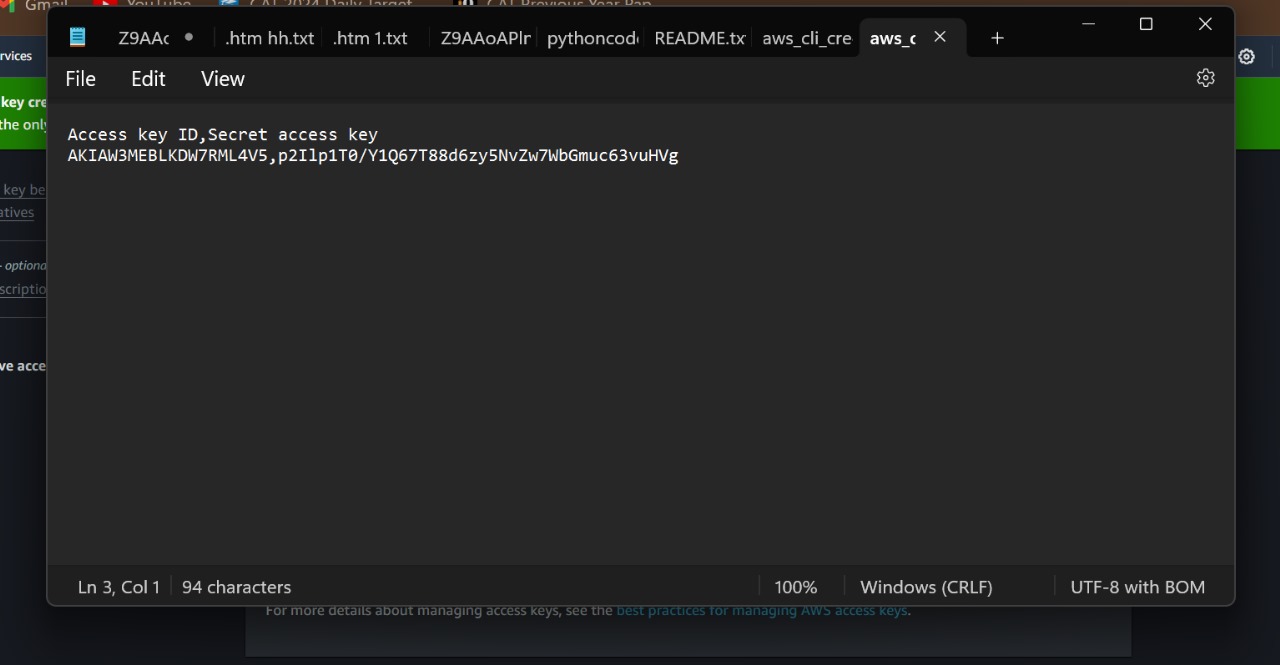 Gmail YouTube CAT 2024 Daily Target CAT Previous Year Pap
Z9AAc .htm hh.txt .htm 1.txt Z9AAoAPIr pythoncod README.tx aws_cli_cre aws_c
rvices
File Edit View
key cre
the only
Access key ID,Secret access key
AKIAW3MEBLKDW7RML4V5,p2Ilp1T0/Y1Q67T88d6zy5NvZw7WbGmuc63vuHVg
key be
atives
- optiona
scriptio
ve acce
Ln 3, Col 1 94 characters 100% Windows (CRLF) UTF-8 with BOM
For more details about managing access keys, see the best practices for managing AWS access keys.